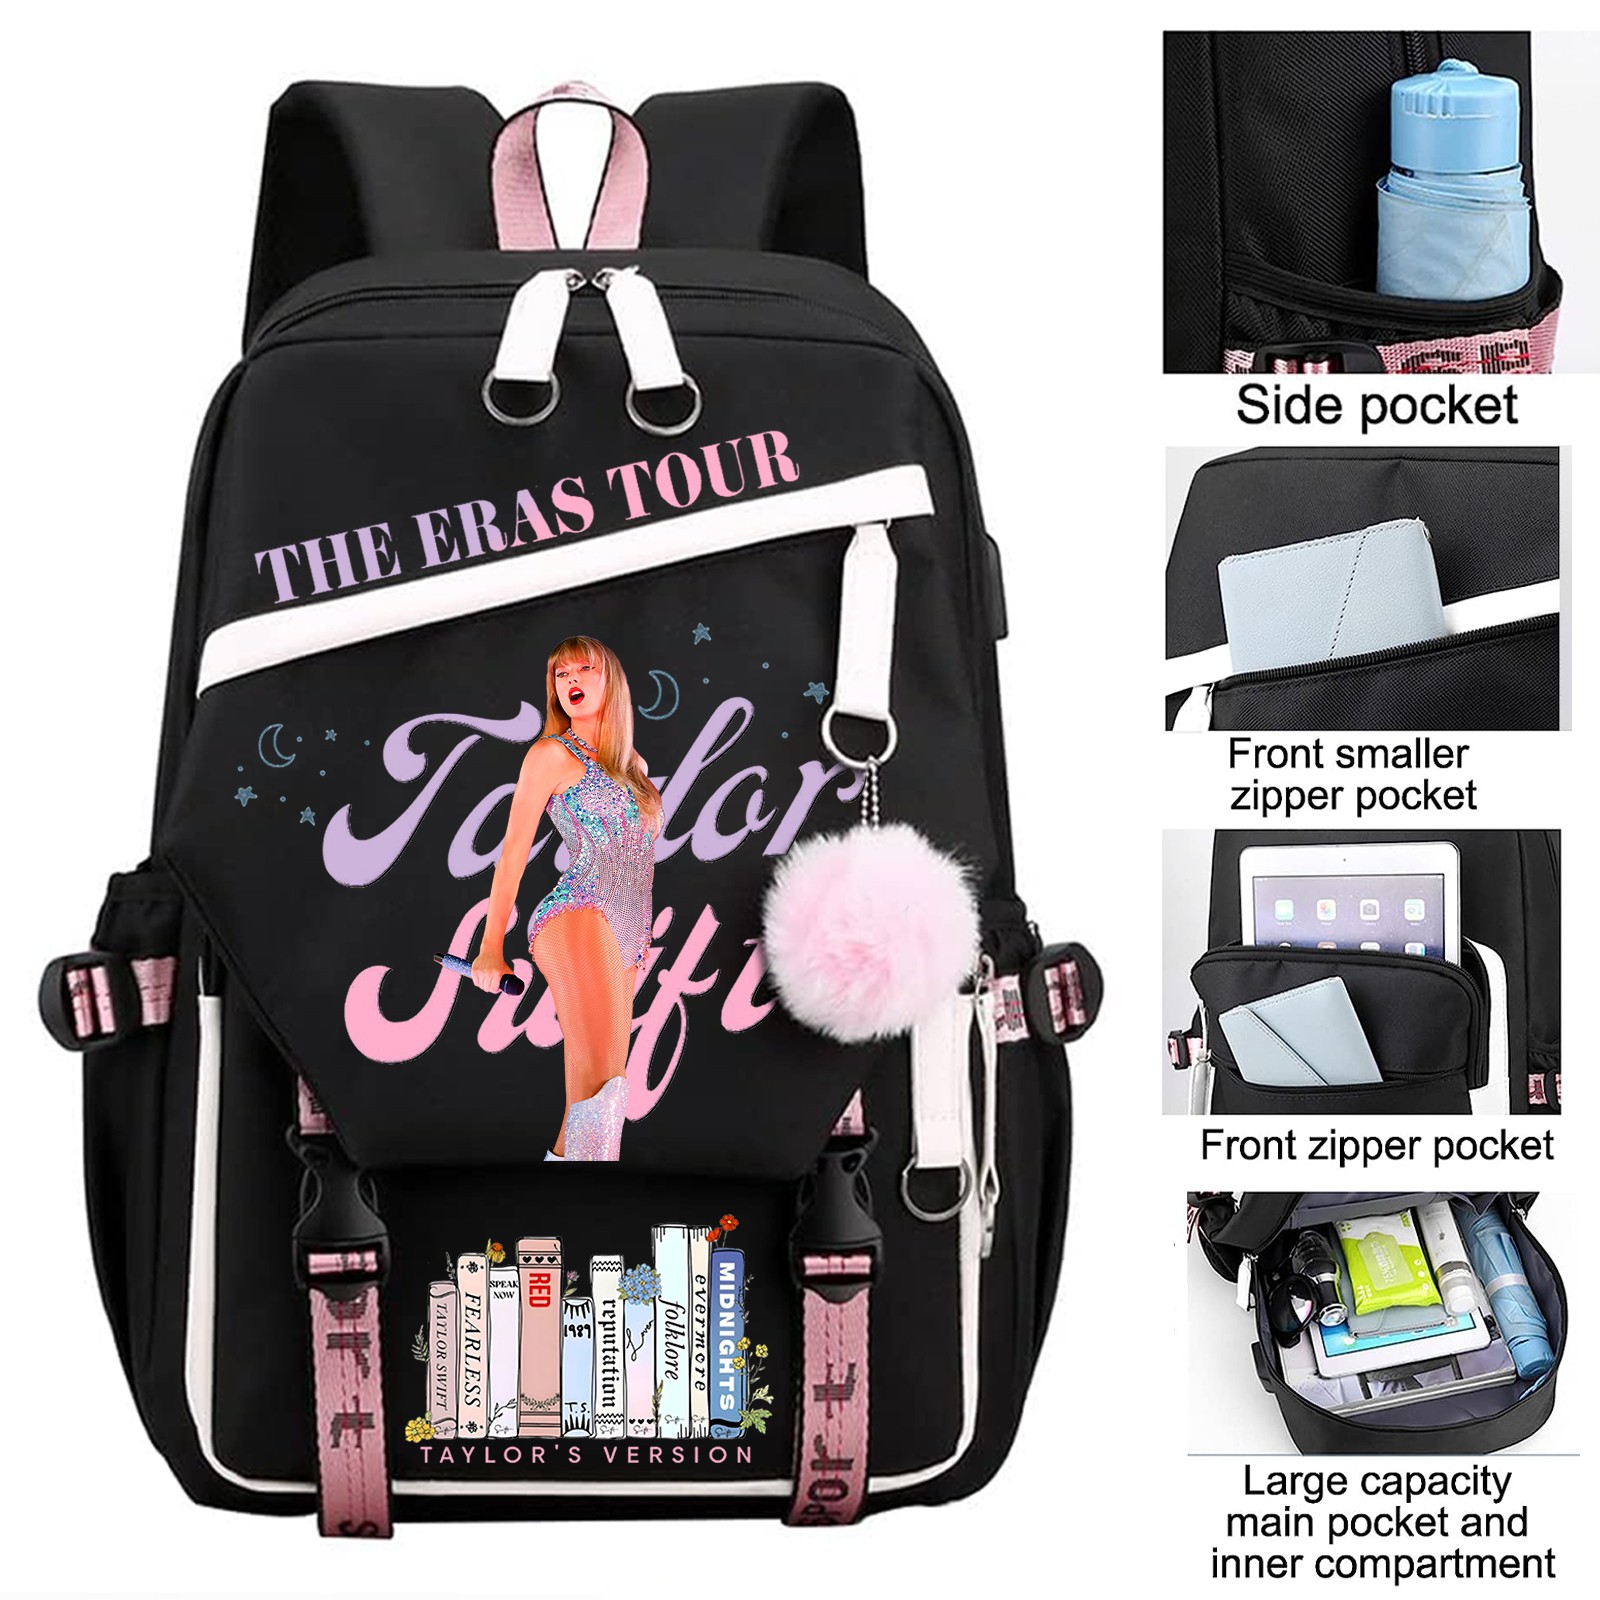 THE ERAS TOUR
Taylor
Swift
TAYLOR SWIFT
FEARLESS
SPEAK
NOW
RED
1989
T.S.
reputation
Lover
folklore
evermore
MIDNIGHTS
TAYLOR'S VERSION
Side pocket
Front smaller
zipper pocket
Front zipper pocket
Large capacity
main pocket and
inner compartment